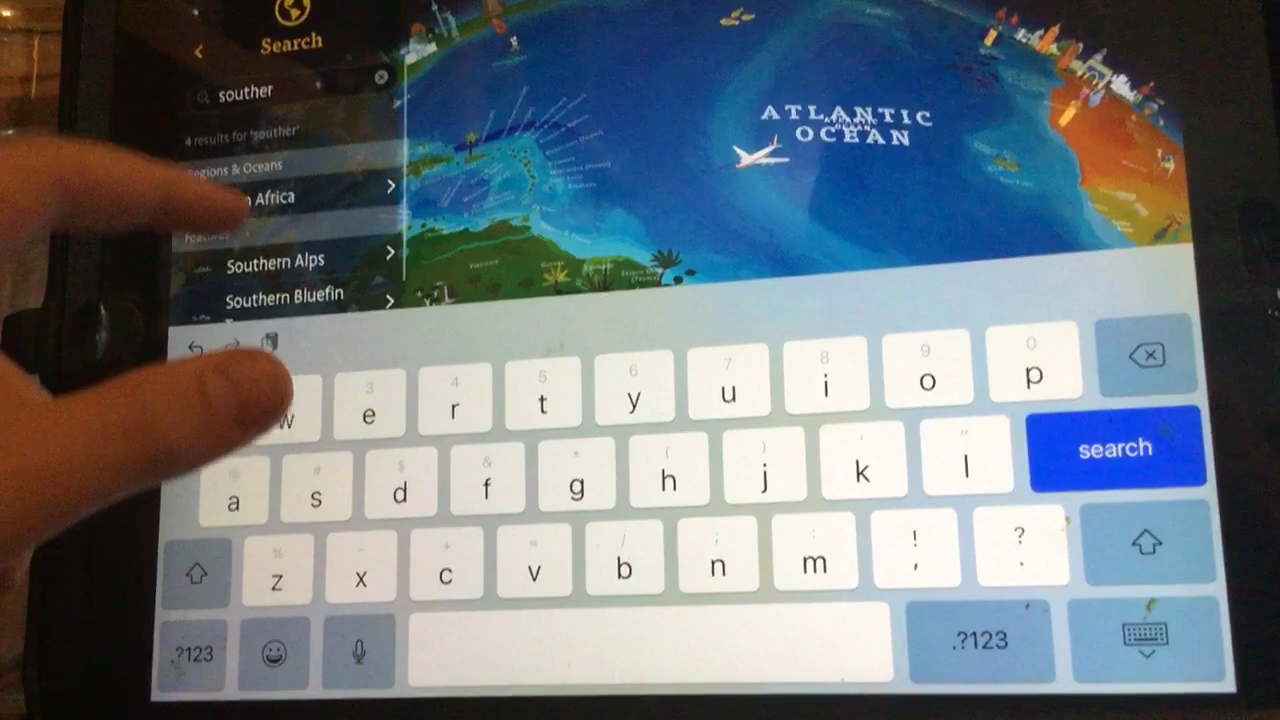 Search
souther
4 results for 'souther'
Regions & Oceans
Africa
Features
Southern Alps
Southern Bluefin
ATLANTIC
OCEAN
3 4 5 6 7 8 9 0
w e r t y u i o p
# $ & * ( ) ' "
a s d f g h j k l search
% - + = / ; : ! ?
z x c v b n m , .
.?123 .?123